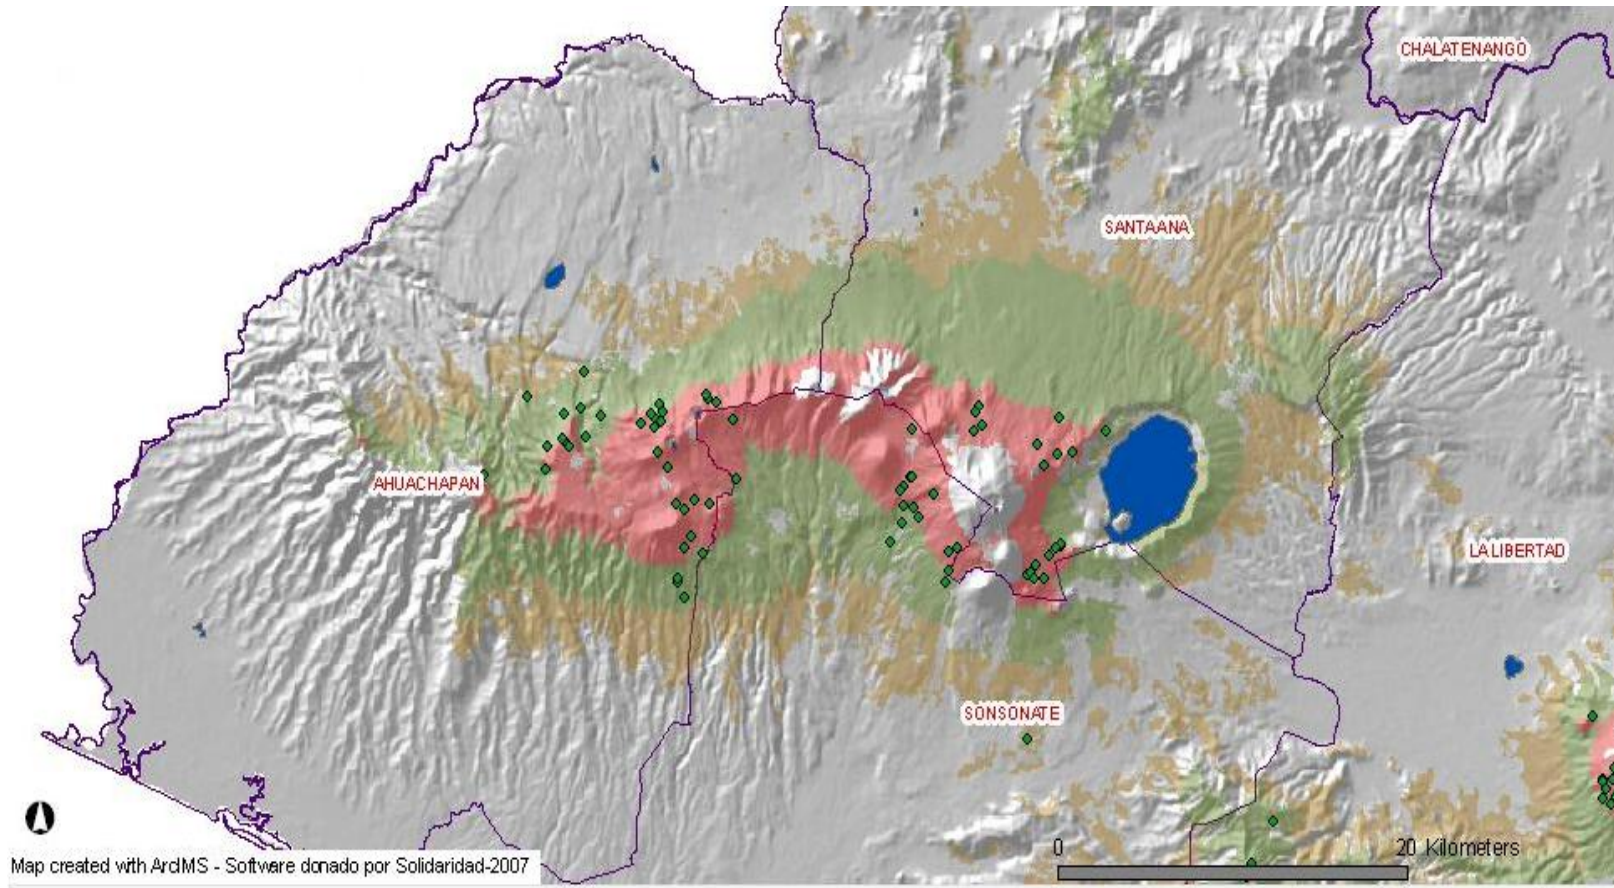 CHALATENANGO
SANTAANA
AHUACHAPAN
LALIBERTAD
SONSONATE
0 20 Kilometers
Map created with ArcIMS - Software donado por Solidaridad-2007